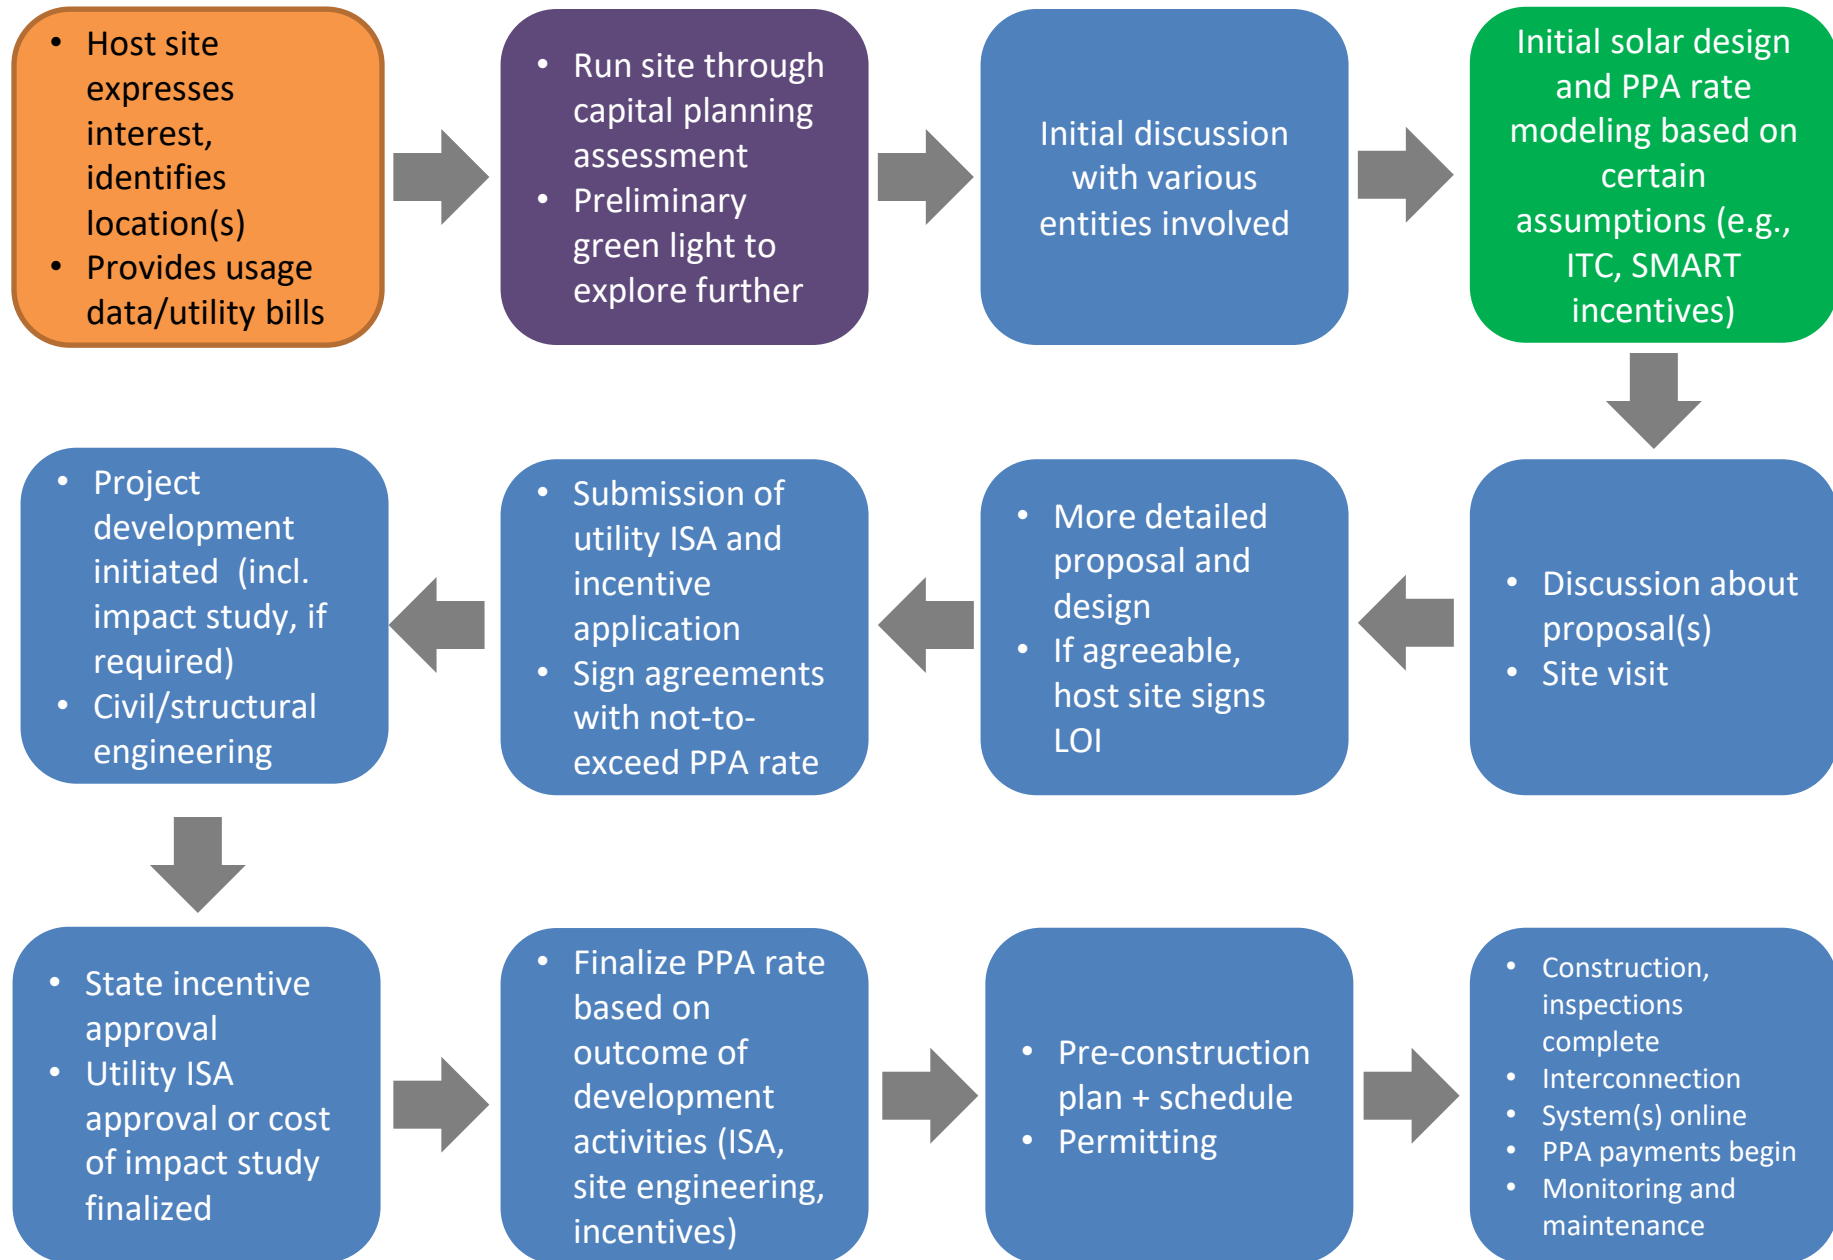 • Host site
expresses
interest,
identifies
location(s)
• Provides usage
data/utility bills
• Run site through
capital planning
assessment
• Preliminary
green light to
explore further
Initial discussion
with various
entities involved
Initial solar design
and PPA rate
modeling based on
certain
assumptions (e.g.,
ITC, SMART
incentives)
• Discussion about
proposal(s)
• Site visit
• More detailed
proposal and
design
• If agreeable,
host site signs
LOI
• Submission of
utility ISA and
incentive
application
• Sign agreements
with not-to-
exceed PPA rate
• Project
development
initiated  (incl.
impact study, if
required)
• Civil/structural
engineering
• State incentive
approval
• Utility ISA
approval or cost
of impact study
finalized
• Finalize PPA rate
based on
outcome of
development
activities (ISA,
site engineering,
incentives)
• Pre-construction
plan + schedule
• Permitting
• Construction,
inspections
complete
• Interconnection
• System(s) online
• PPA payments begin
• Monitoring and
maintenance